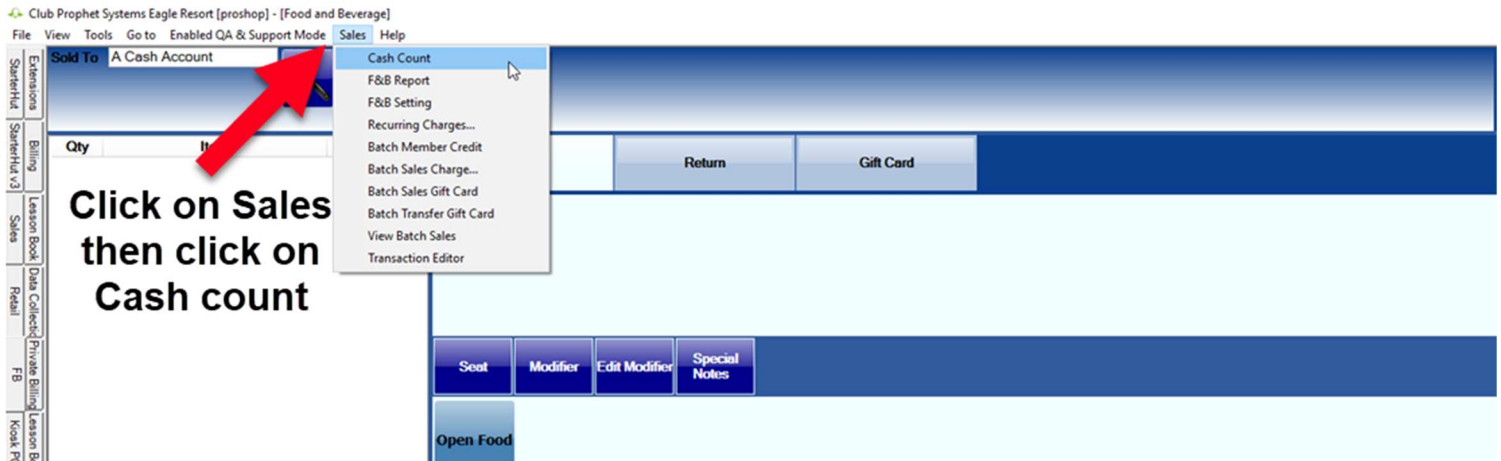 Club Prophet Systems Eagle Resort [proshop] - [Food and Beverage]
File View Tools Go to Enabled QA & Support Mode Sales Help
Sold To A Cash Account
Cash Count
F&B Report
F&B Setting
Recurring Charges...
Batch Member Credit
Batch Sales Charge...
Batch Sales Gift Card
Batch Transfer Gift Card
View Batch Sales
Transaction Editor
Qty
Return Gift Card
Click on Sales
then click on
Cash count
Seat Modifier Edit Modifier Special
Notes
Open Food
Extensions Billing Lesson Book Data Collectic Private Billing Lesson
StarterHut StarterHut v3 Sales Retail FB Kiosk